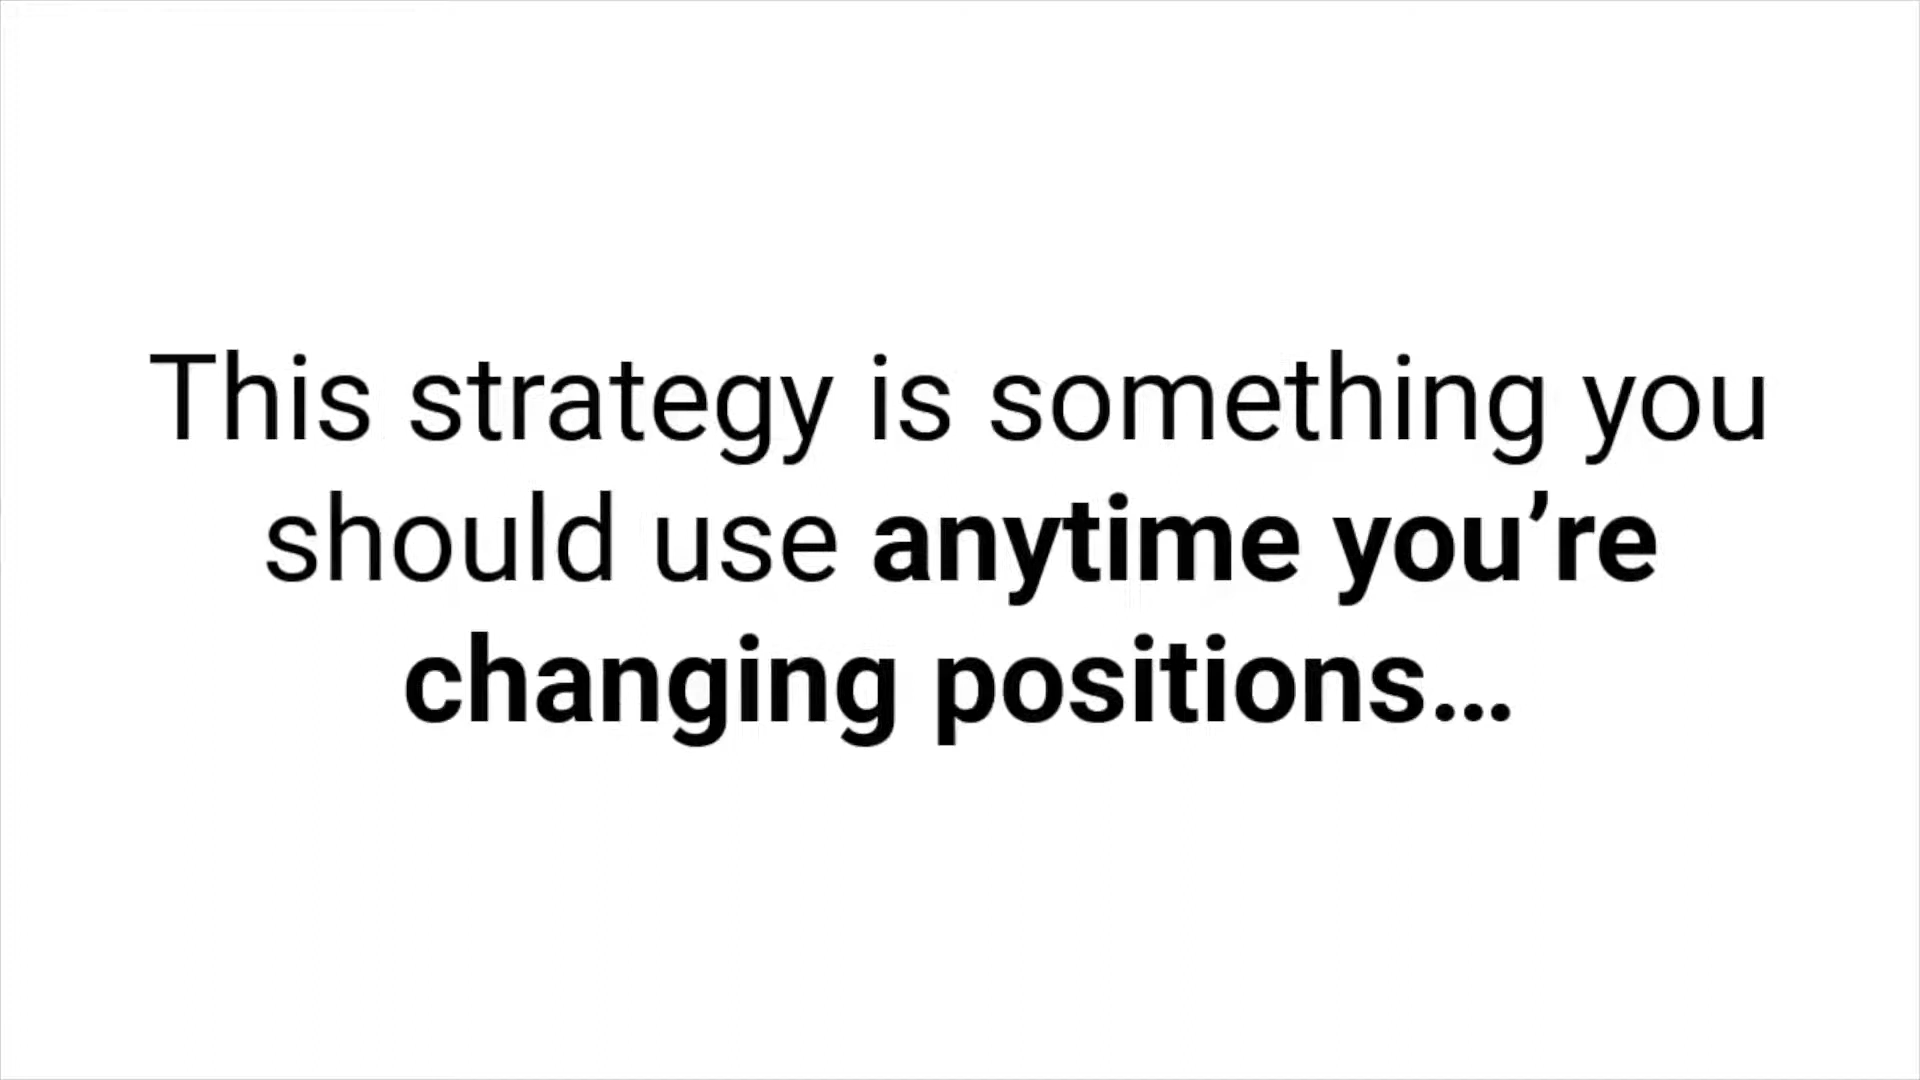 This strategy is something you
should use anytime you’re
changing positions...